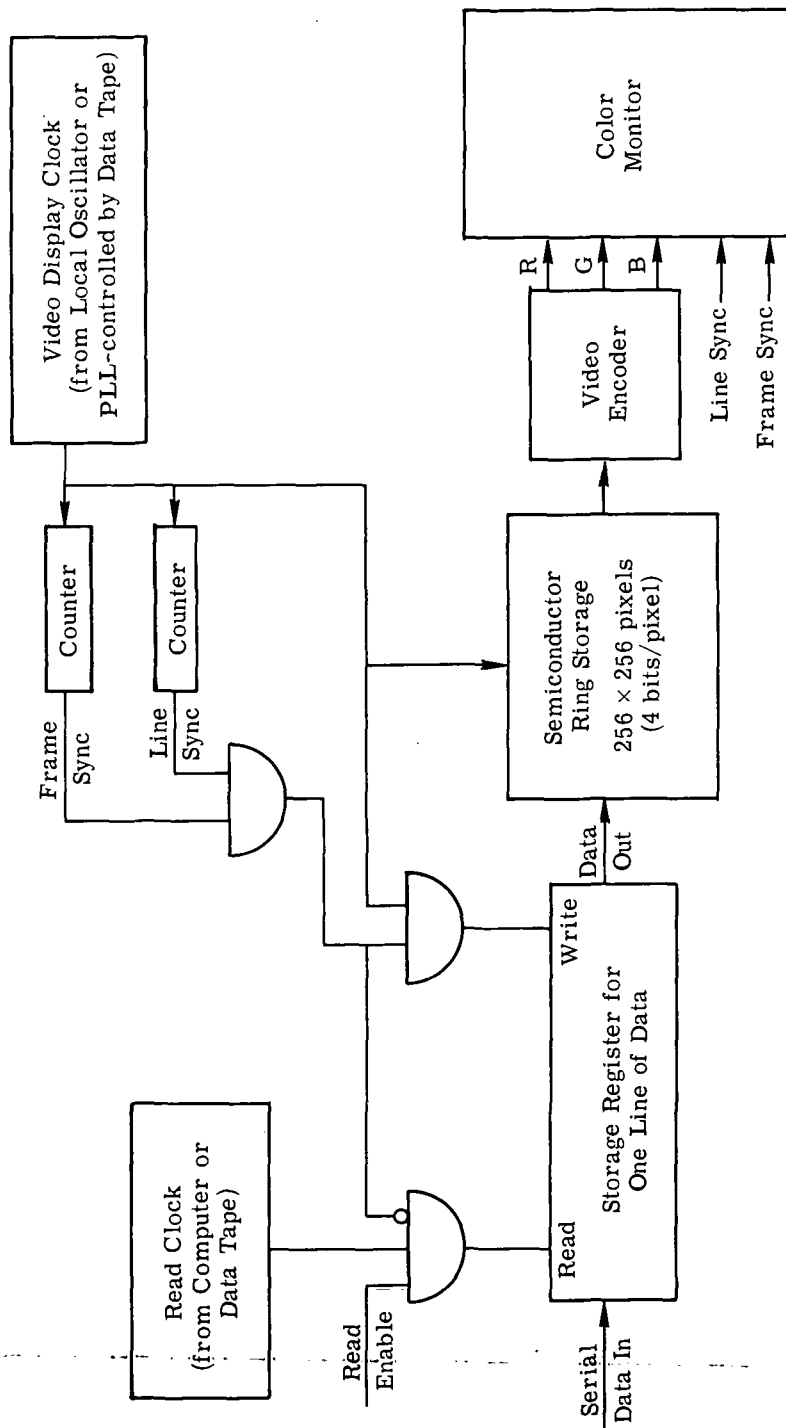 Video Display Clock
(from Local Oscillator or
PLL-controlled by Data Tape)
Counter
Counter
Frame
Sync
Line
Sync
Read Clock
(from Computer or
Data Tape)
Read
Enable
Serial
Data In
Read
Write
Storage Register for
One Line of Data
Data
Out
Semiconductor
Ring Storage
256 × 256 pixels
(4 bits/pixel)
Video
Encoder
R
G
B
Line Sync
Frame Sync
Color
Monitor